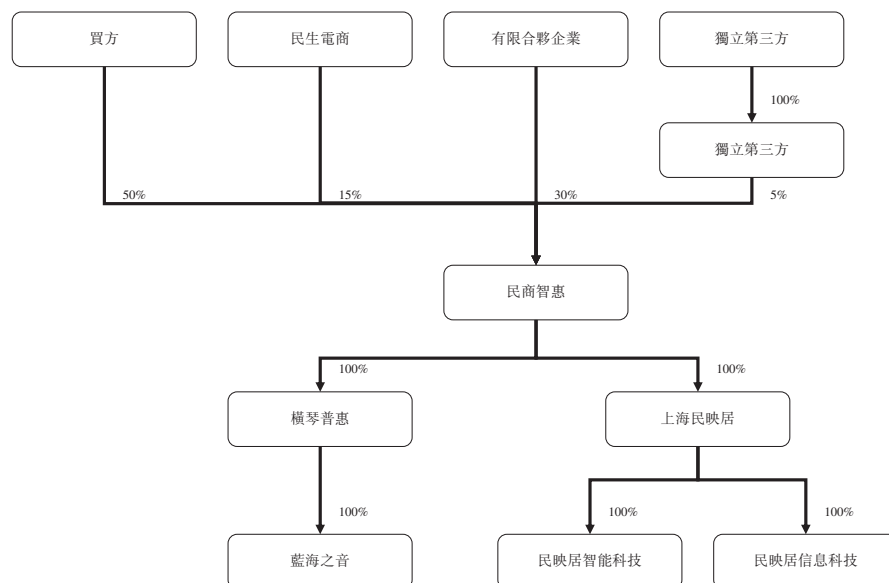 買方
民生電商
有限合夥企業
獨立第三方
100%
獨立第三方
50%
15%
30%
5%
民商智惠
100%
100%
橫琴普惠
上海民映居
100%
100%
100%
藍海之音
民映居智能科技
民映居信息科技